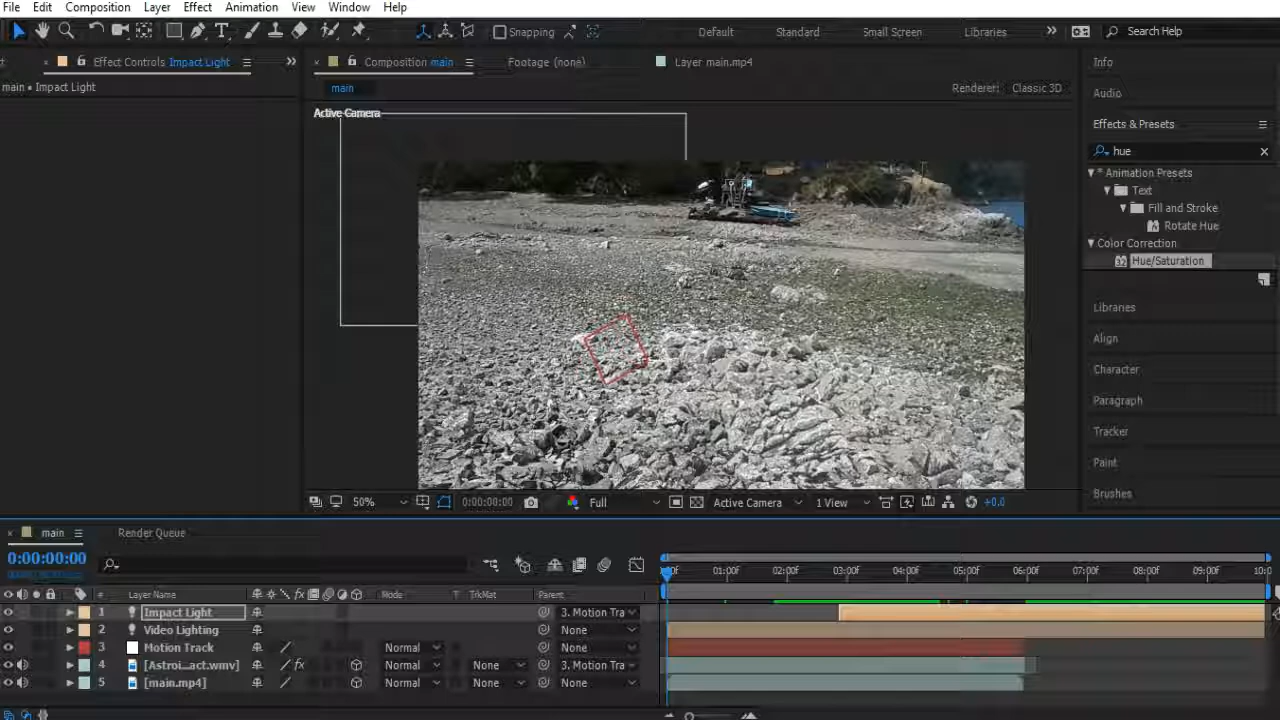 File Edit Composition Layer Effect Animation View Window Help
Snapping Default Standard Small Screen Libraries Search Help
Effect Controls Impact Light Composition main Footage (none) Layer main.mp4 Info
main • Impact Light main Renderer: Classic 3D Audio
Active Camera
Effects & Presets
hue
* Animation Presets
Text
Fill and Stroke
Rotate Hue
Color Correction
Hue/Saturation
Libraries
Align
Character
Paragraph
Tracker
Paint
Brushes
50% 0:00:00:00 Full Active Camera 1 View +0.0
main Render Queue
0:00:00:00
01:00f 02:00f 03:00f 04:00f 05:00f 06:00f 07:00f 08:00f 09:00f 10:0
# Layer Name Mode T TrkMat Parent
1 Impact Light 3. Motion Tra
2 Video Lighting None
3 Motion Track Normal None
4 [Astroi...act.wmv] fx Normal None 3. Motion Tra
5 [main.mp4] Normal None None